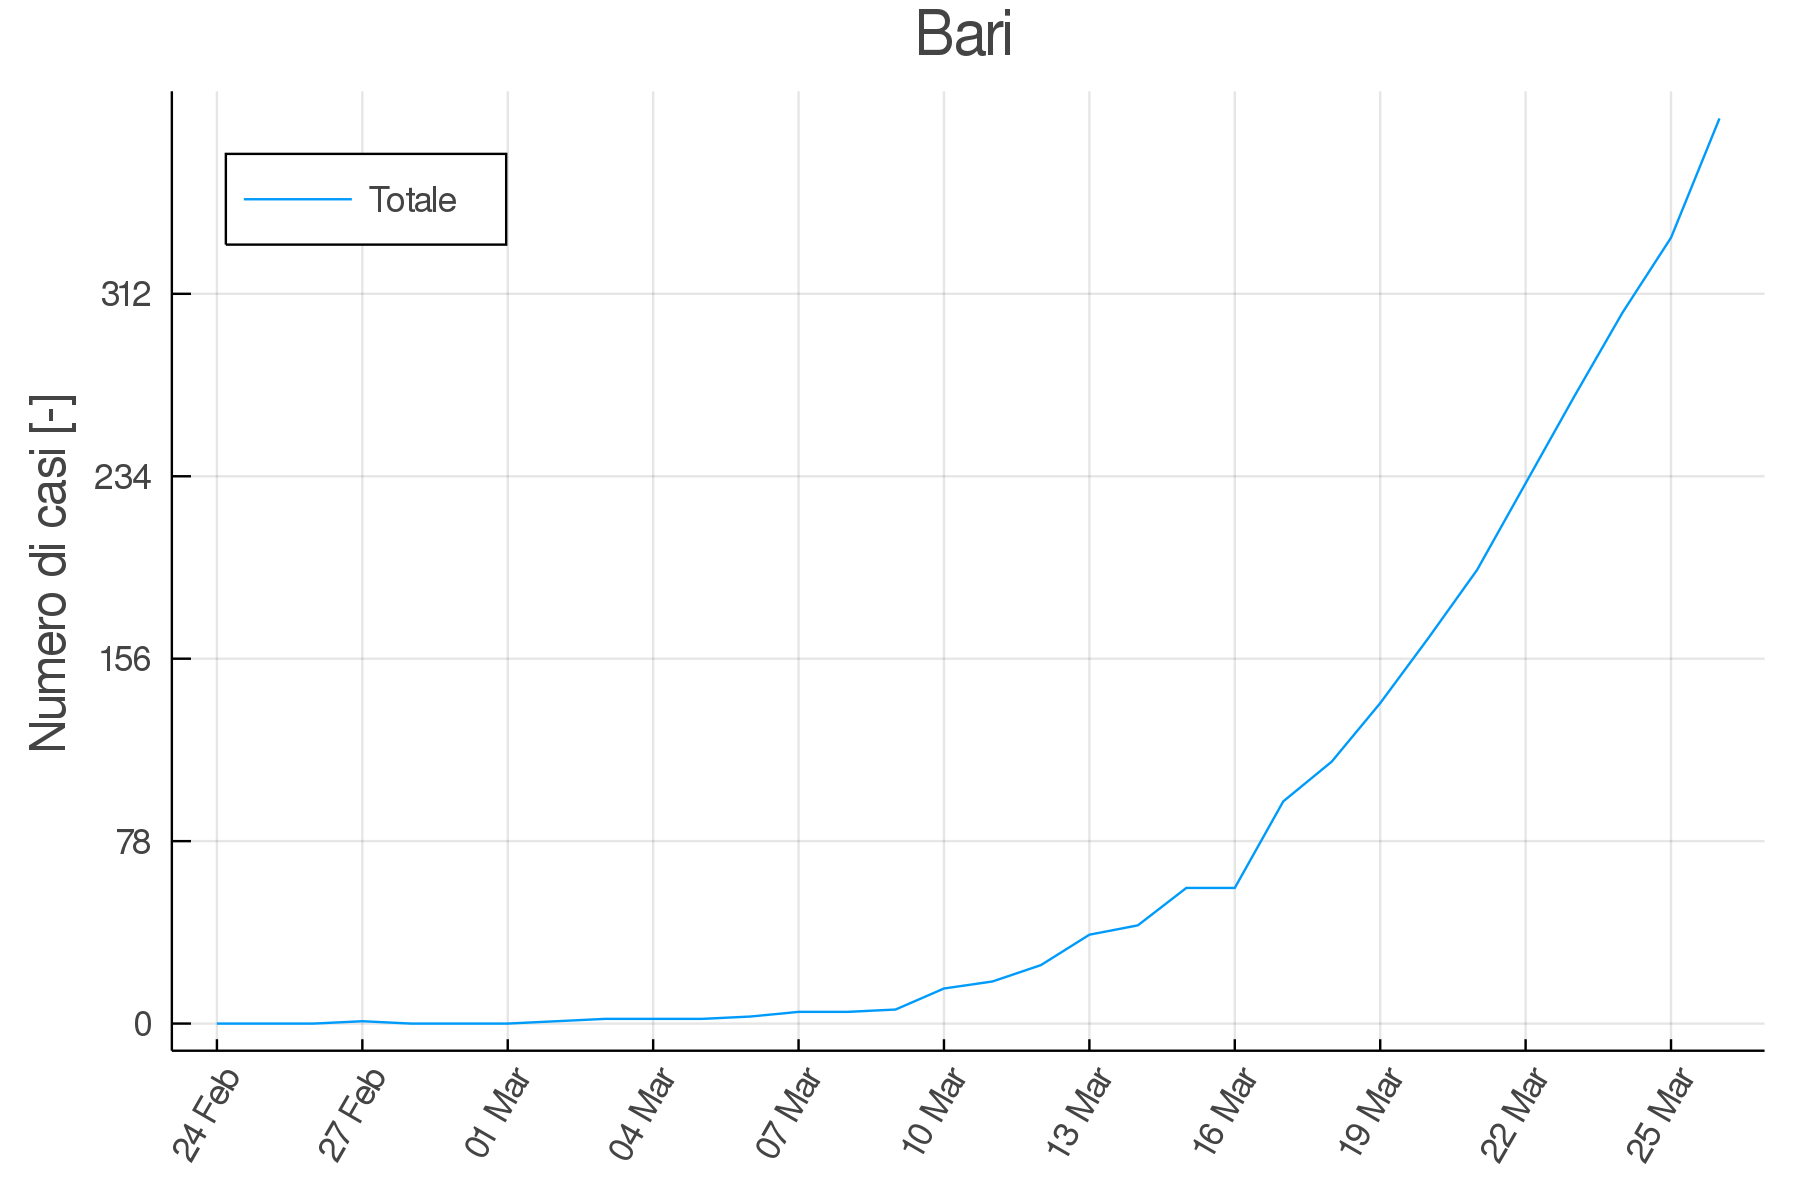 Bari
Totale
Numero di casi [-]
312
234
156
78
0
24 Feb
27 Feb
01 Mar
04 Mar
07 Mar
10 Mar
13 Mar
16 Mar
19 Mar
22 Mar
25 Mar